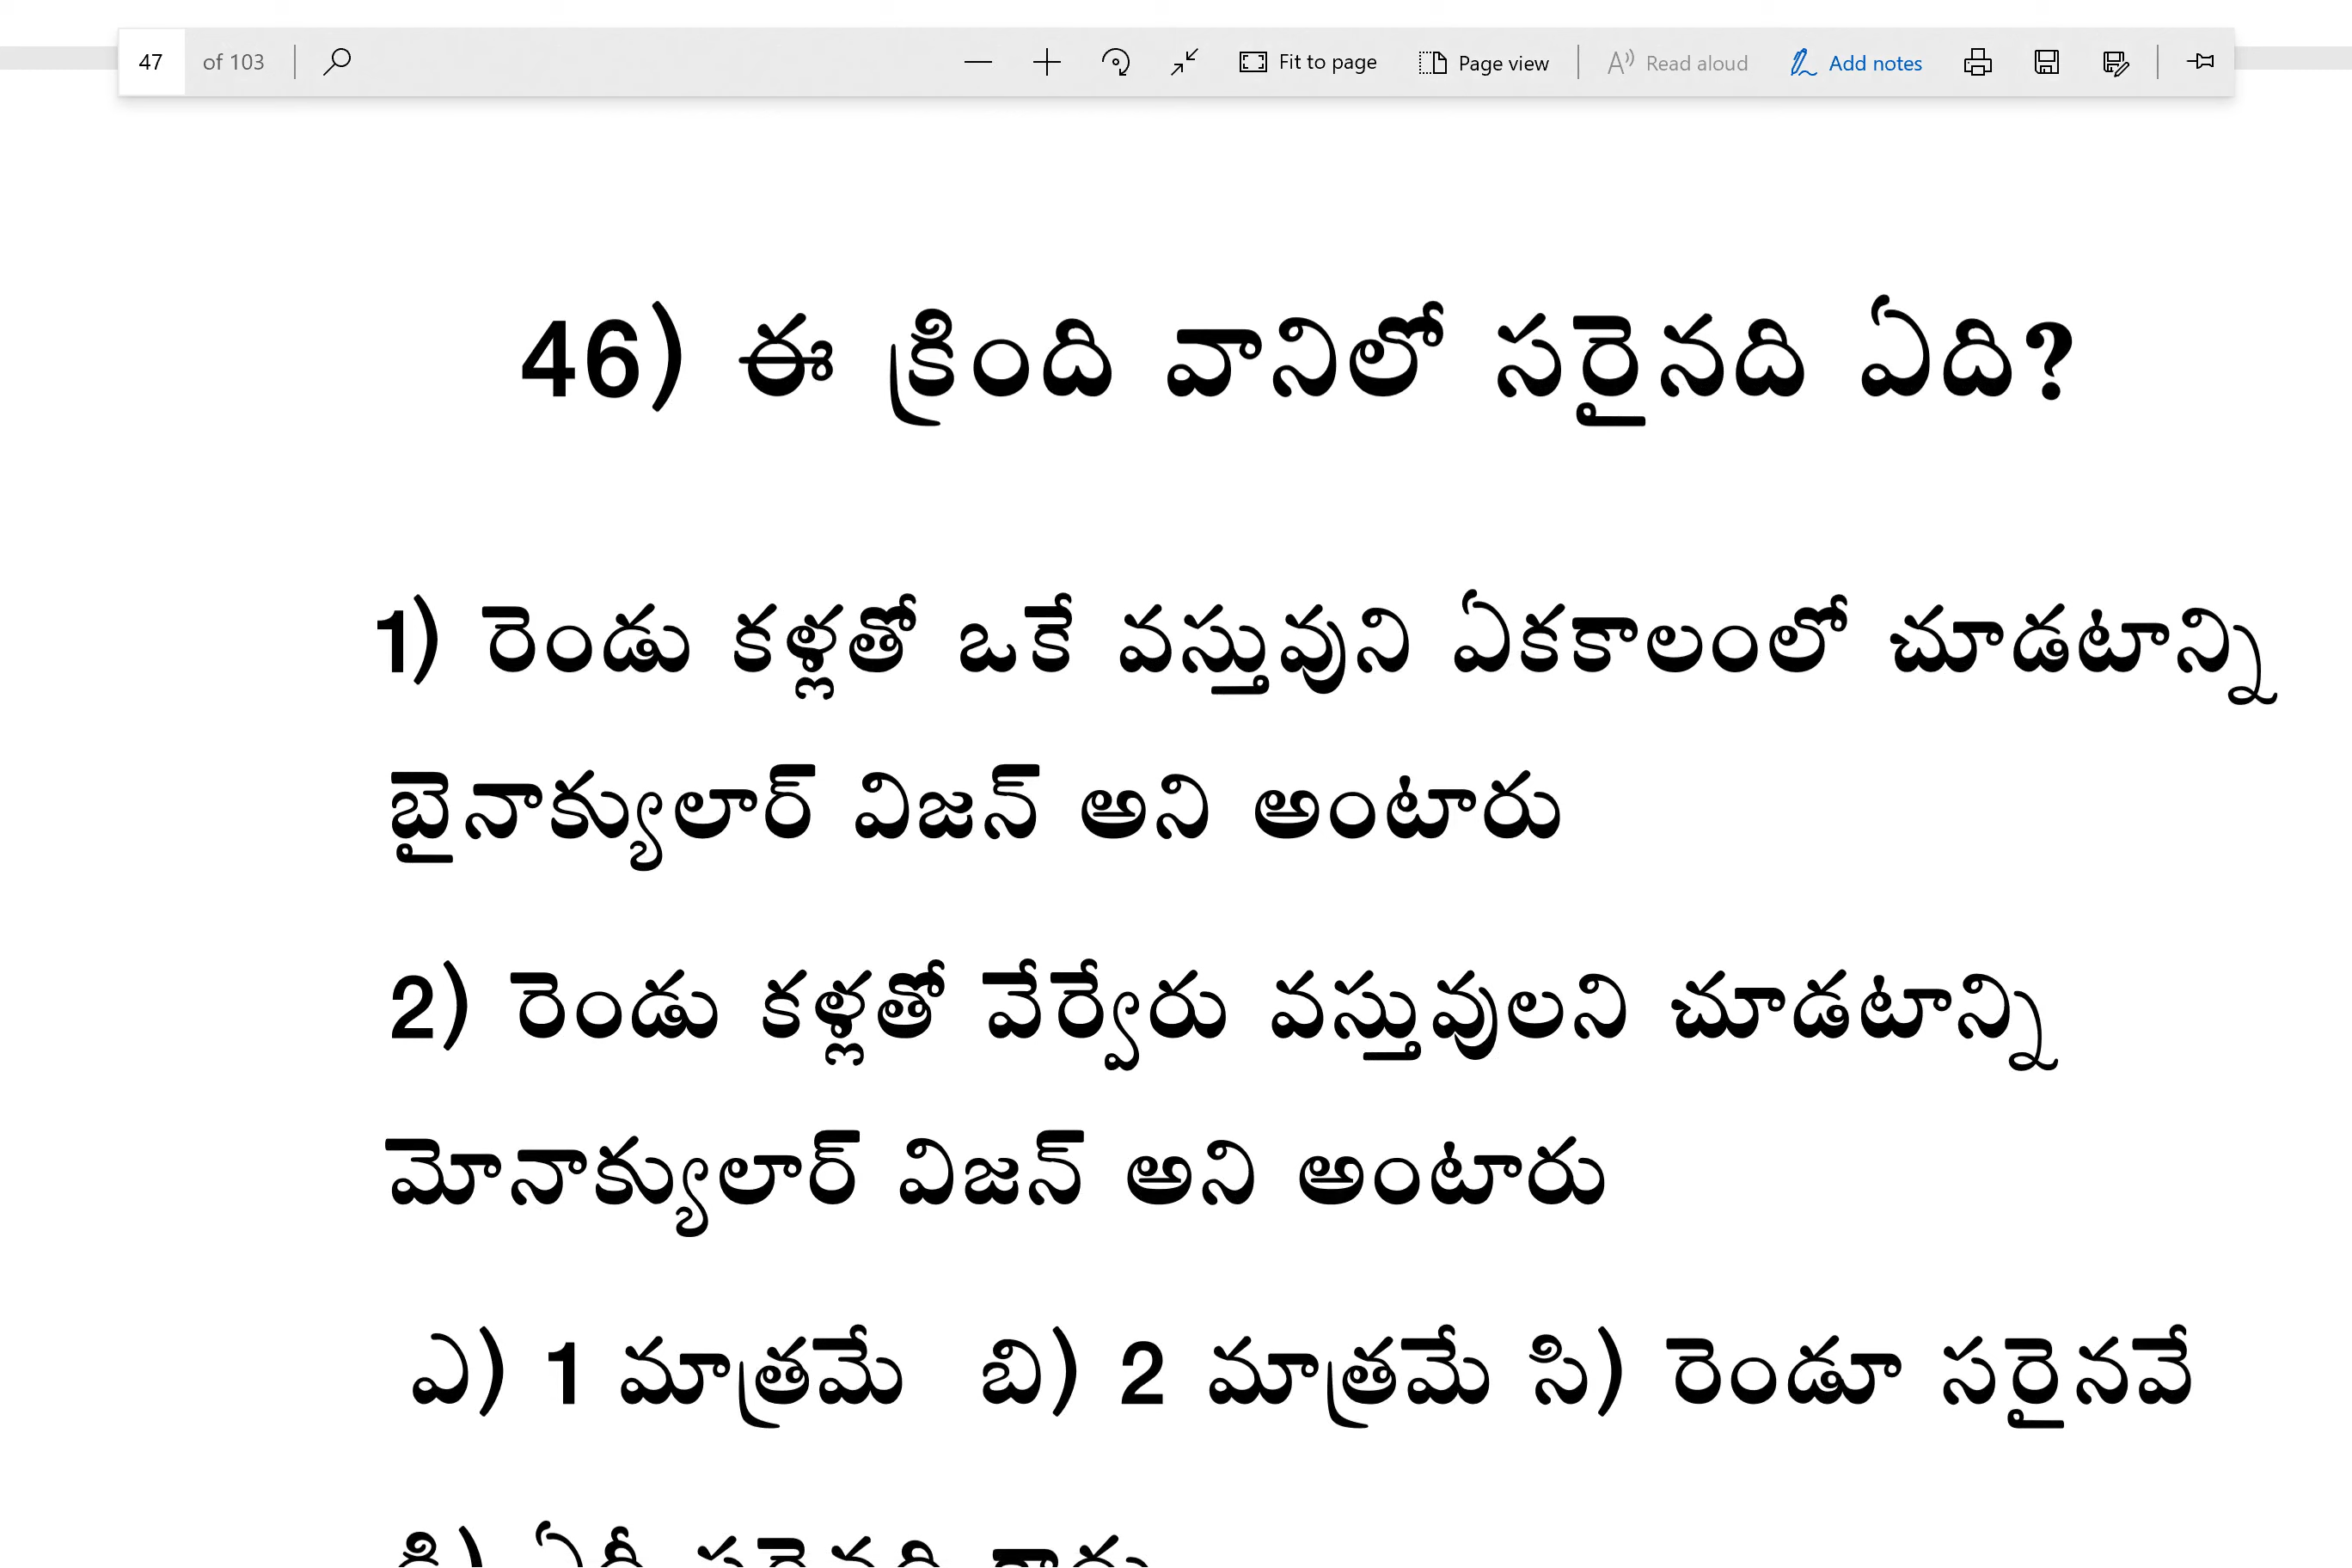 47 of 103 Fit to page Page view Read aloud Add notes
46) ఈ క్రింది వానిలో సరైనది ఏది?
1) రెండు కళ్లతో ఒకే వస్తువుని ఏకకాలంలో చూడటాన్ని
బైనాక్యులార్ విజన్ అని అంటారు
2) రెండు కళ్లతో వేర్వేరు వస్తువులని చూడటాన్ని
మోనాక్యులార్ విజన్ అని అంటారు
ఎ) 1 మాత్రమే బి) 2 మాత్రమే సి) రెండూ సరైనవే